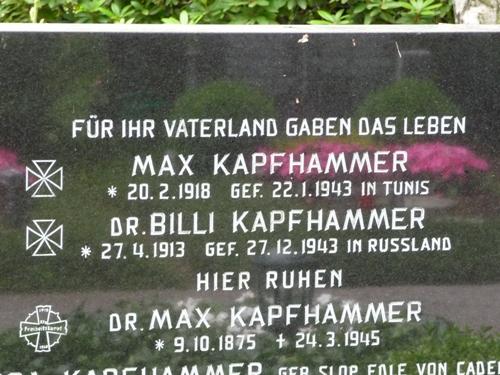 FÜR IHR VATERLAND GABEN DAS LEBEN
MAX KAPFHAMMER
* 20.2.1918 GEF. 22.1.1943 IN TUNIS
DR. BILLI KAPFHAMMER
* 27.4.1913 GEF. 27.12.1943 IN RUSSLAND
HIER RUHEN
DR. MAX KAPFHAMMER
* 9.10.1875 + 24.3.1945
KAPFHAMMER GEB.